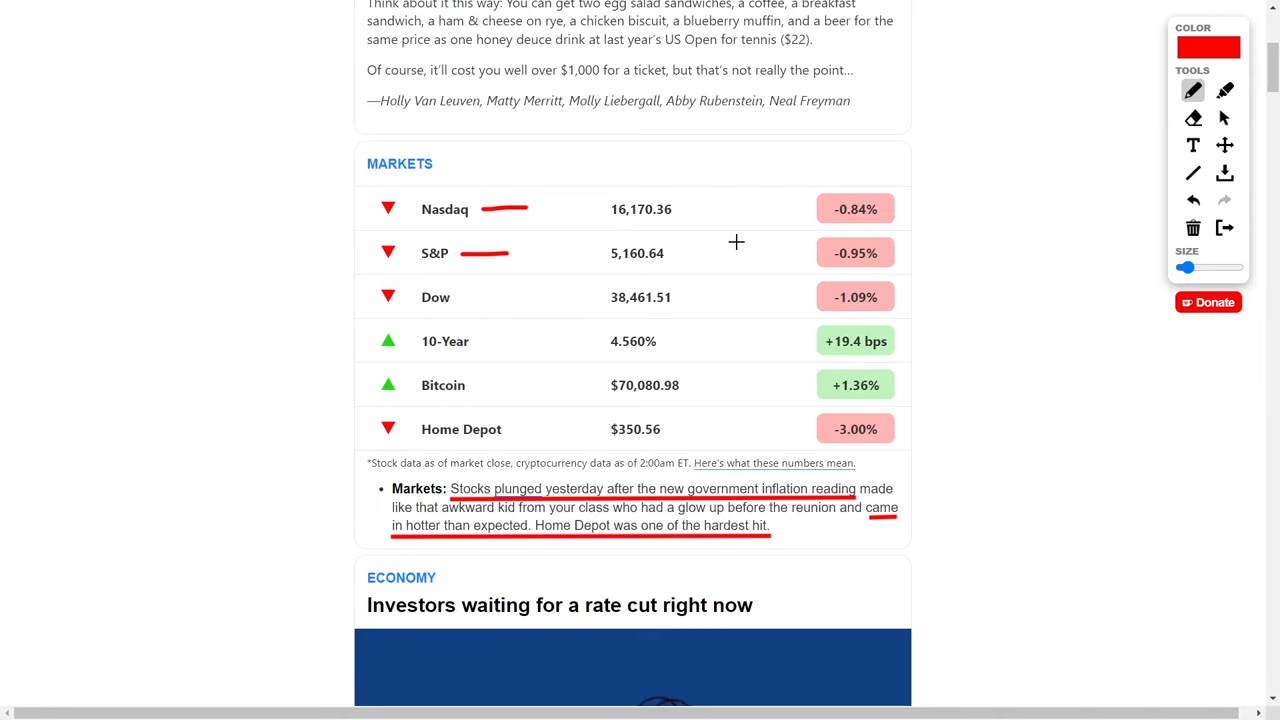 Think about it this way: You can get two egg salad sandwiches, a coffee, a breakfast
sandwich, a ham & cheese on rye, a chicken biscuit, a blueberry muffin, and a beer for the
same price as one deuce drink at last year's US Open for tennis ($22).
Of course, it'll cost you well over $1,000 for a ticket, but that's not really the point...
—Holly Van Leuven, Matty Merritt, Molly Liebergall, Abby Rubenstein, Neal Freyman
MARKETS
Nasdaq 16,170.36 -0.84%
S&P 5,160.64 -0.95%
Dow 38,461.51 -1.09%
10-Year 4.560% +19.4 bps
Bitcoin $70,080.98 +1.36%
Home Depot $350.56 -3.00%
*Stock data as of market close, cryptocurrency data as of 2:00am ET. Here's what these numbers mean.
• Markets: Stocks plunged yesterday after the new government inflation reading made
like that awkward kid from your class who had a glow up before the reunion and came
in hotter than expected. Home Depot was one of the hardest hit.
ECONOMY
Investors waiting for a rate cut right now
COLOR
TOOLS
T
SIZE
Donate